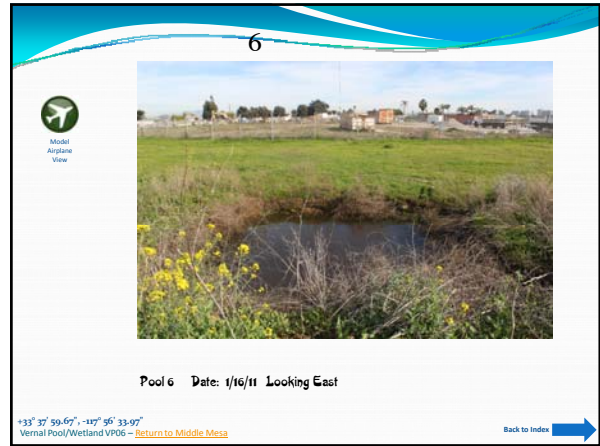 6
Model
Airplane
View
Pool 6 Date: 1/16/11 Looking East
+33° 37' 59.67", -117° 56' 33.97"
Vernal Pool/Wetland VP06 – Return to Middle Mesa
Back to Index